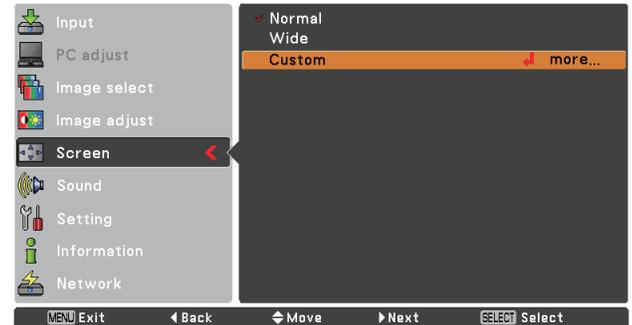 Input
PC adjust
Image select
Image adjust
Screen
Sound
Setting
Information
Network
Normal
Wide
Custom more...
MENU Exit Back Move Next SELECT Select